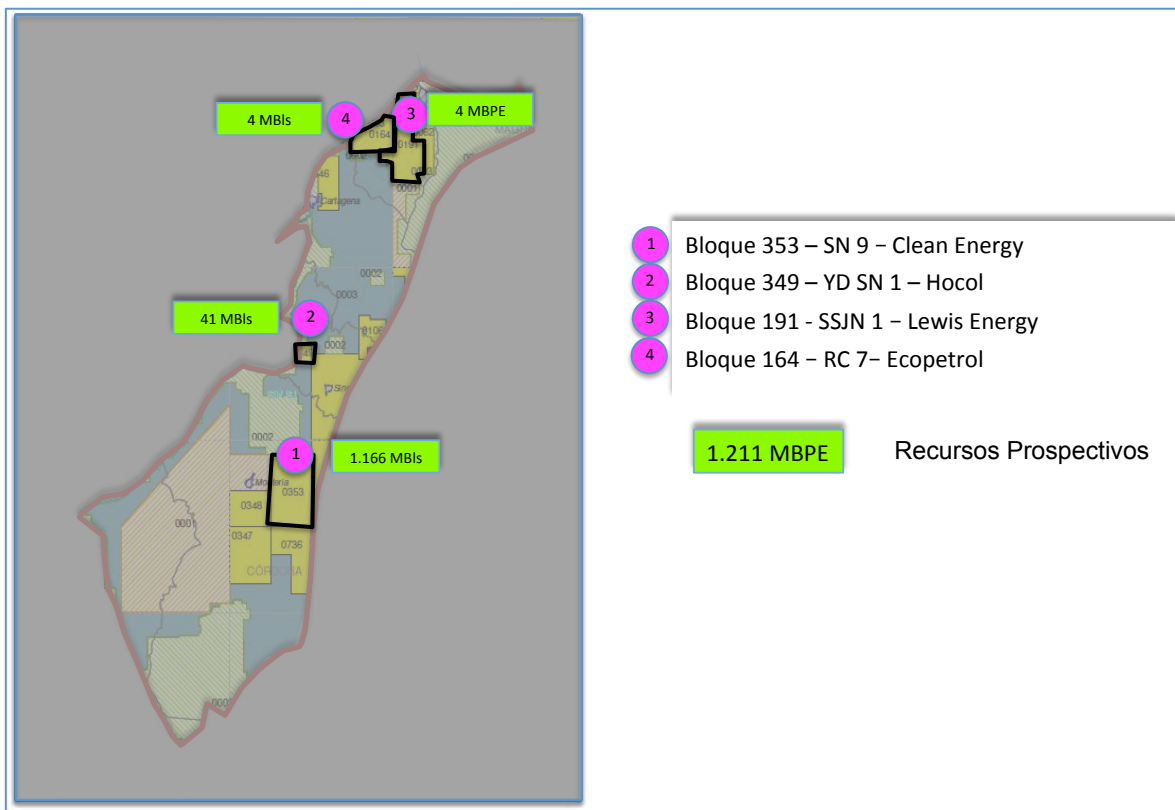 4 MBls
4
3
4 MBPE
0164
0191
Cartagena
0002
0003
41 MBls
2
0002
0106
0002
1
1.166 MBls
Montería
0353
0348
0001
0347
0736
CÓRDOBA
1 Bloque 353 – SN 9 – Clean Energy
2 Bloque 349 – YD SN 1 – Hocol
3 Bloque 191 - SSJN 1 – Lewis Energy
4 Bloque 164 – RC 7– Ecopetrol
1.211 MBPE Recursos Prospectivos